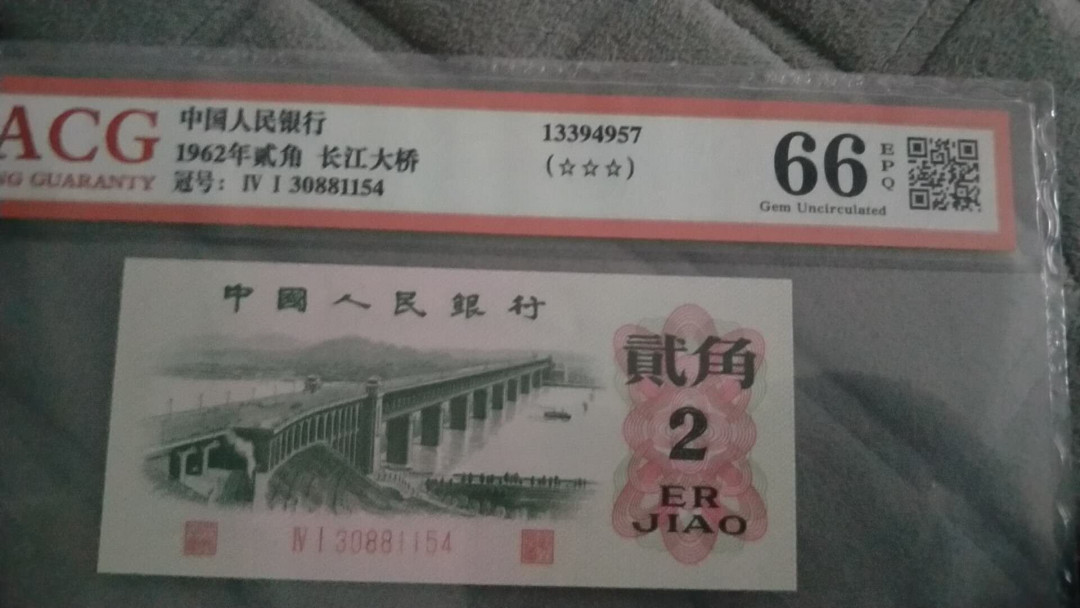 ACG
NG GUARANTY
中国人民银行
1962年贰角 长江大桥
冠号: Ⅳ Ⅰ 30881154
13394957
(☆☆☆)
66
EPQ
Gem Uncirculated
中國人民銀行
貳角
2
ER
JIAO
Ⅳ Ⅰ 30881154